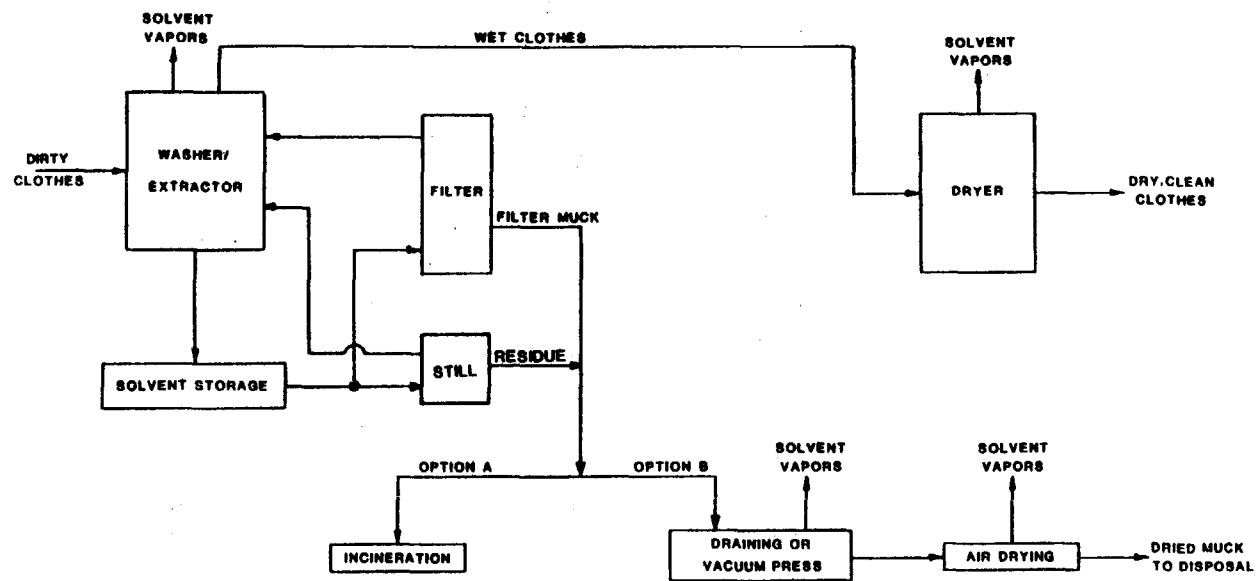 SOLVENT
VAPORS
WET CLOTHES
SOLVENT
VAPORS
DIRTY
CLOTHES
WASHER/
EXTRACTOR
FILTER
DRYER
DRY, CLEAN
CLOTHES
FILTER MUCK
SOLVENT STORAGE
STILL
RESIDUE
OPTION A
OPTION B
SOLVENT
VAPORS
SOLVENT
VAPORS
INCINERATION
DRAINING OR
VACUUM PRESS
AIR DRYING
DRIED MUCK
TO DISPOSAL